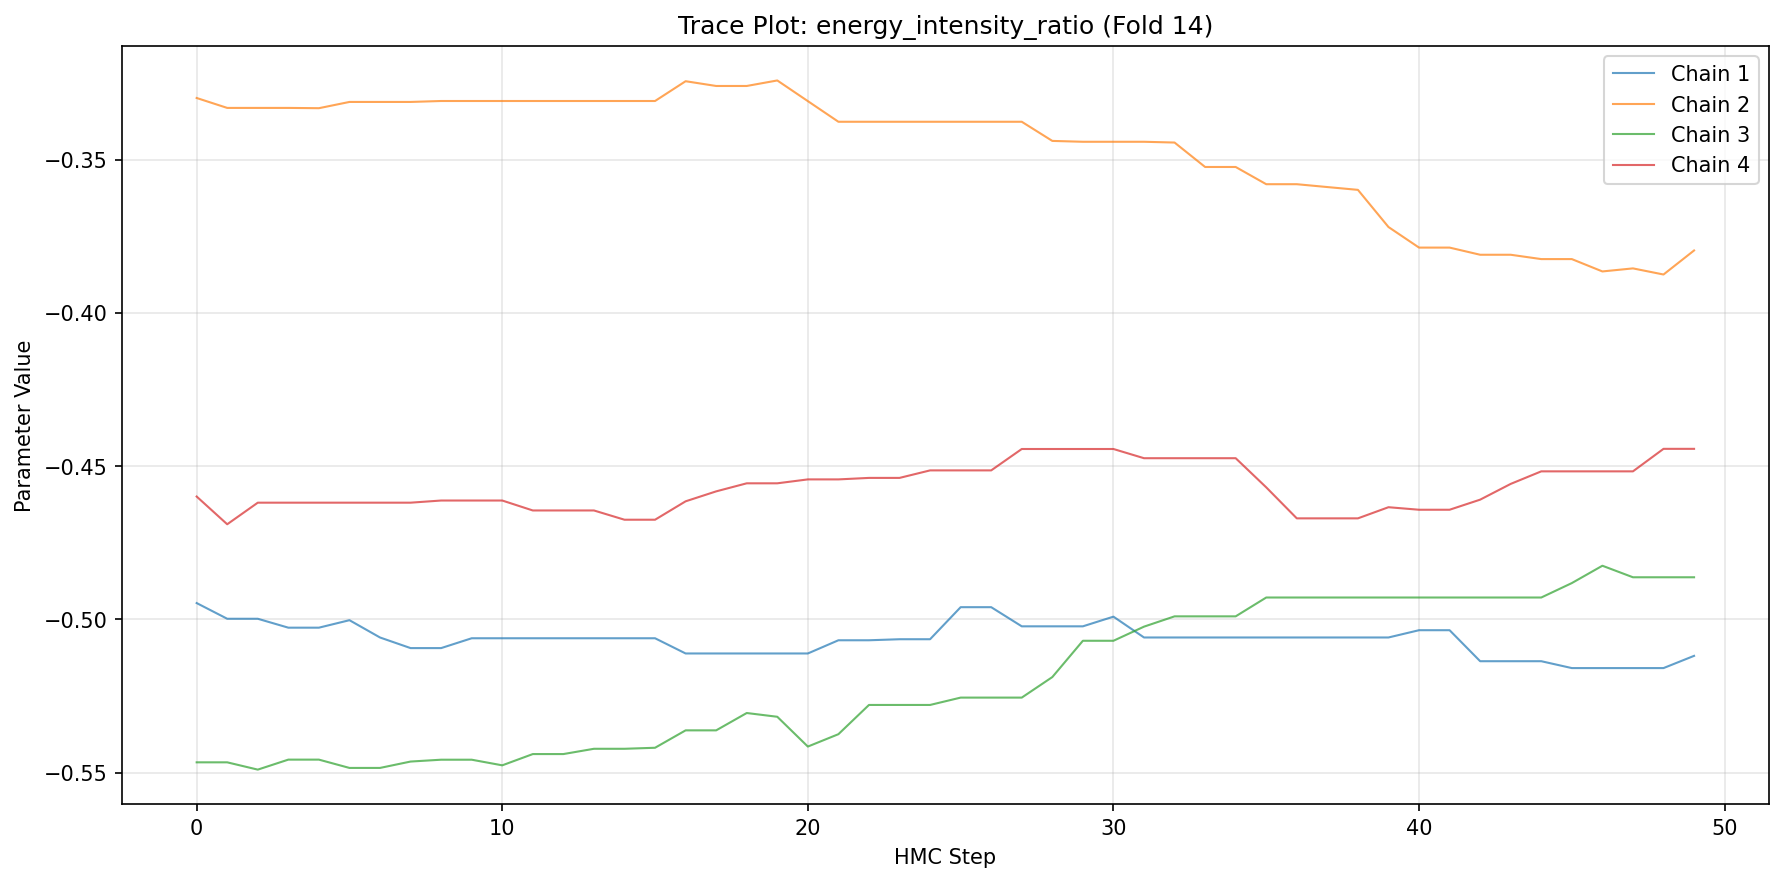 Trace Plot: energy_intensity_ratio (Fold 14)
Chain 1
Chain 2
Chain 3
Chain 4
Parameter Value
−0.35
−0.40
−0.45
−0.50
−0.55
0 10 20 30 40 50
HMC Step